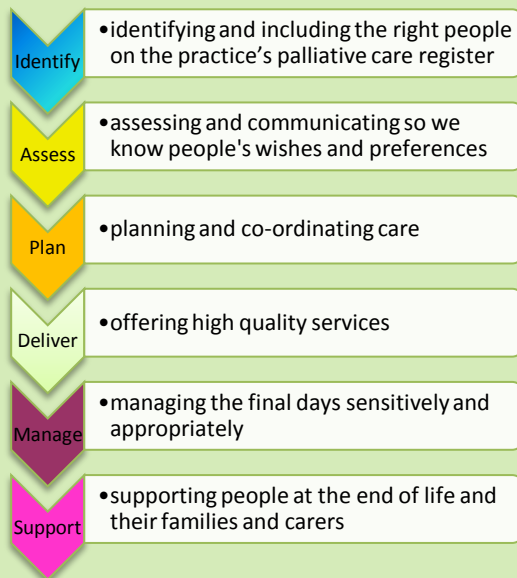 Identify
•identifying and including the right people
on the practice's palliative care register
Assess
•assessing and communicating so we
know people's wishes and preferences
Plan
•planning and co-ordinating care
Deliver
•offering high quality services
Manage
•managing the final days sensitively and
appropriately
Support
•supporting people at the end of life and
their families and carers